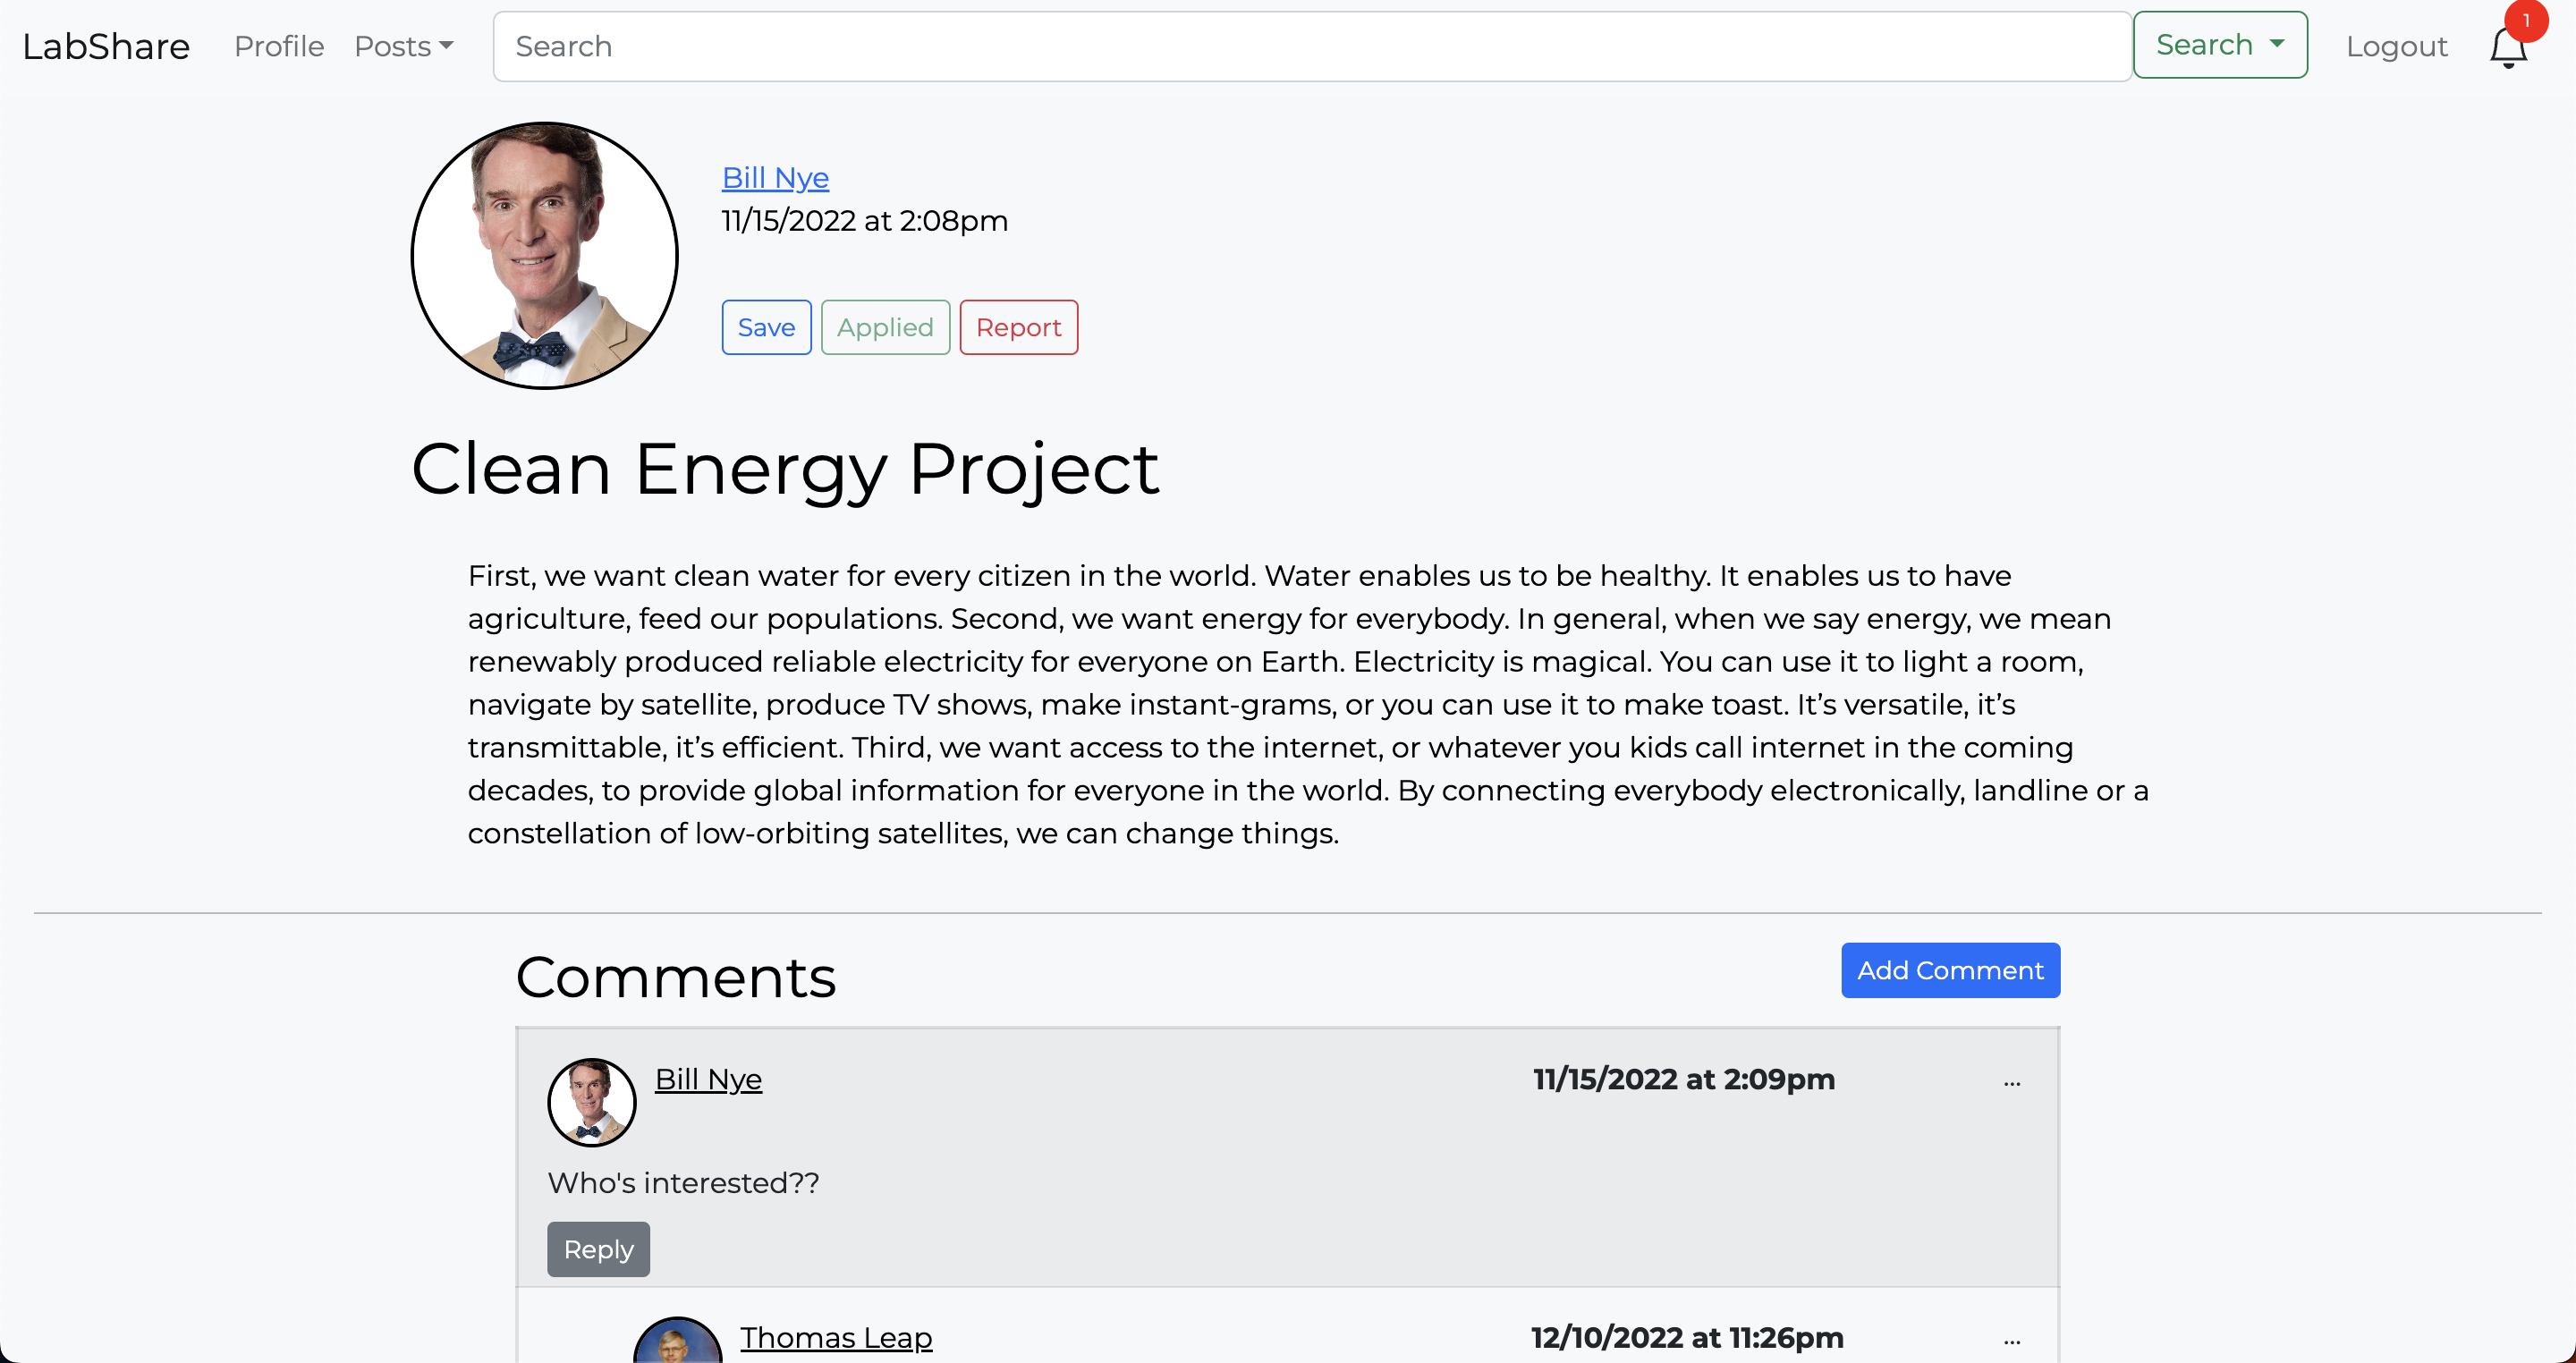 LabShare Profile Posts Search Search Logout 1
Bill Nye
11/15/2022 at 2:08pm
Save Applied Report
Clean Energy Project
First, we want clean water for every citizen in the world. Water enables us to be healthy. It enables us to have
agriculture, feed our populations. Second, we want energy for everybody. In general, when we say energy, we mean
renewably produced reliable electricity for everyone on Earth. Electricity is magical. You can use it to light a room,
navigate by satellite, produce TV shows, make instant-grams, or you can use it to make toast. It’s versatile, it’s
transmittable, it’s efficient. Third, we want access to the internet, or whatever you kids call internet in the coming
decades, to provide global information for everyone in the world. By connecting everybody electronically, landline or a
constellation of low-orbiting satellites, we can change things.
Comments Add Comment
Bill Nye 11/15/2022 at 2:09pm ...
Who's interested??
Reply
Thomas Leap 12/10/2022 at 11:26pm ...